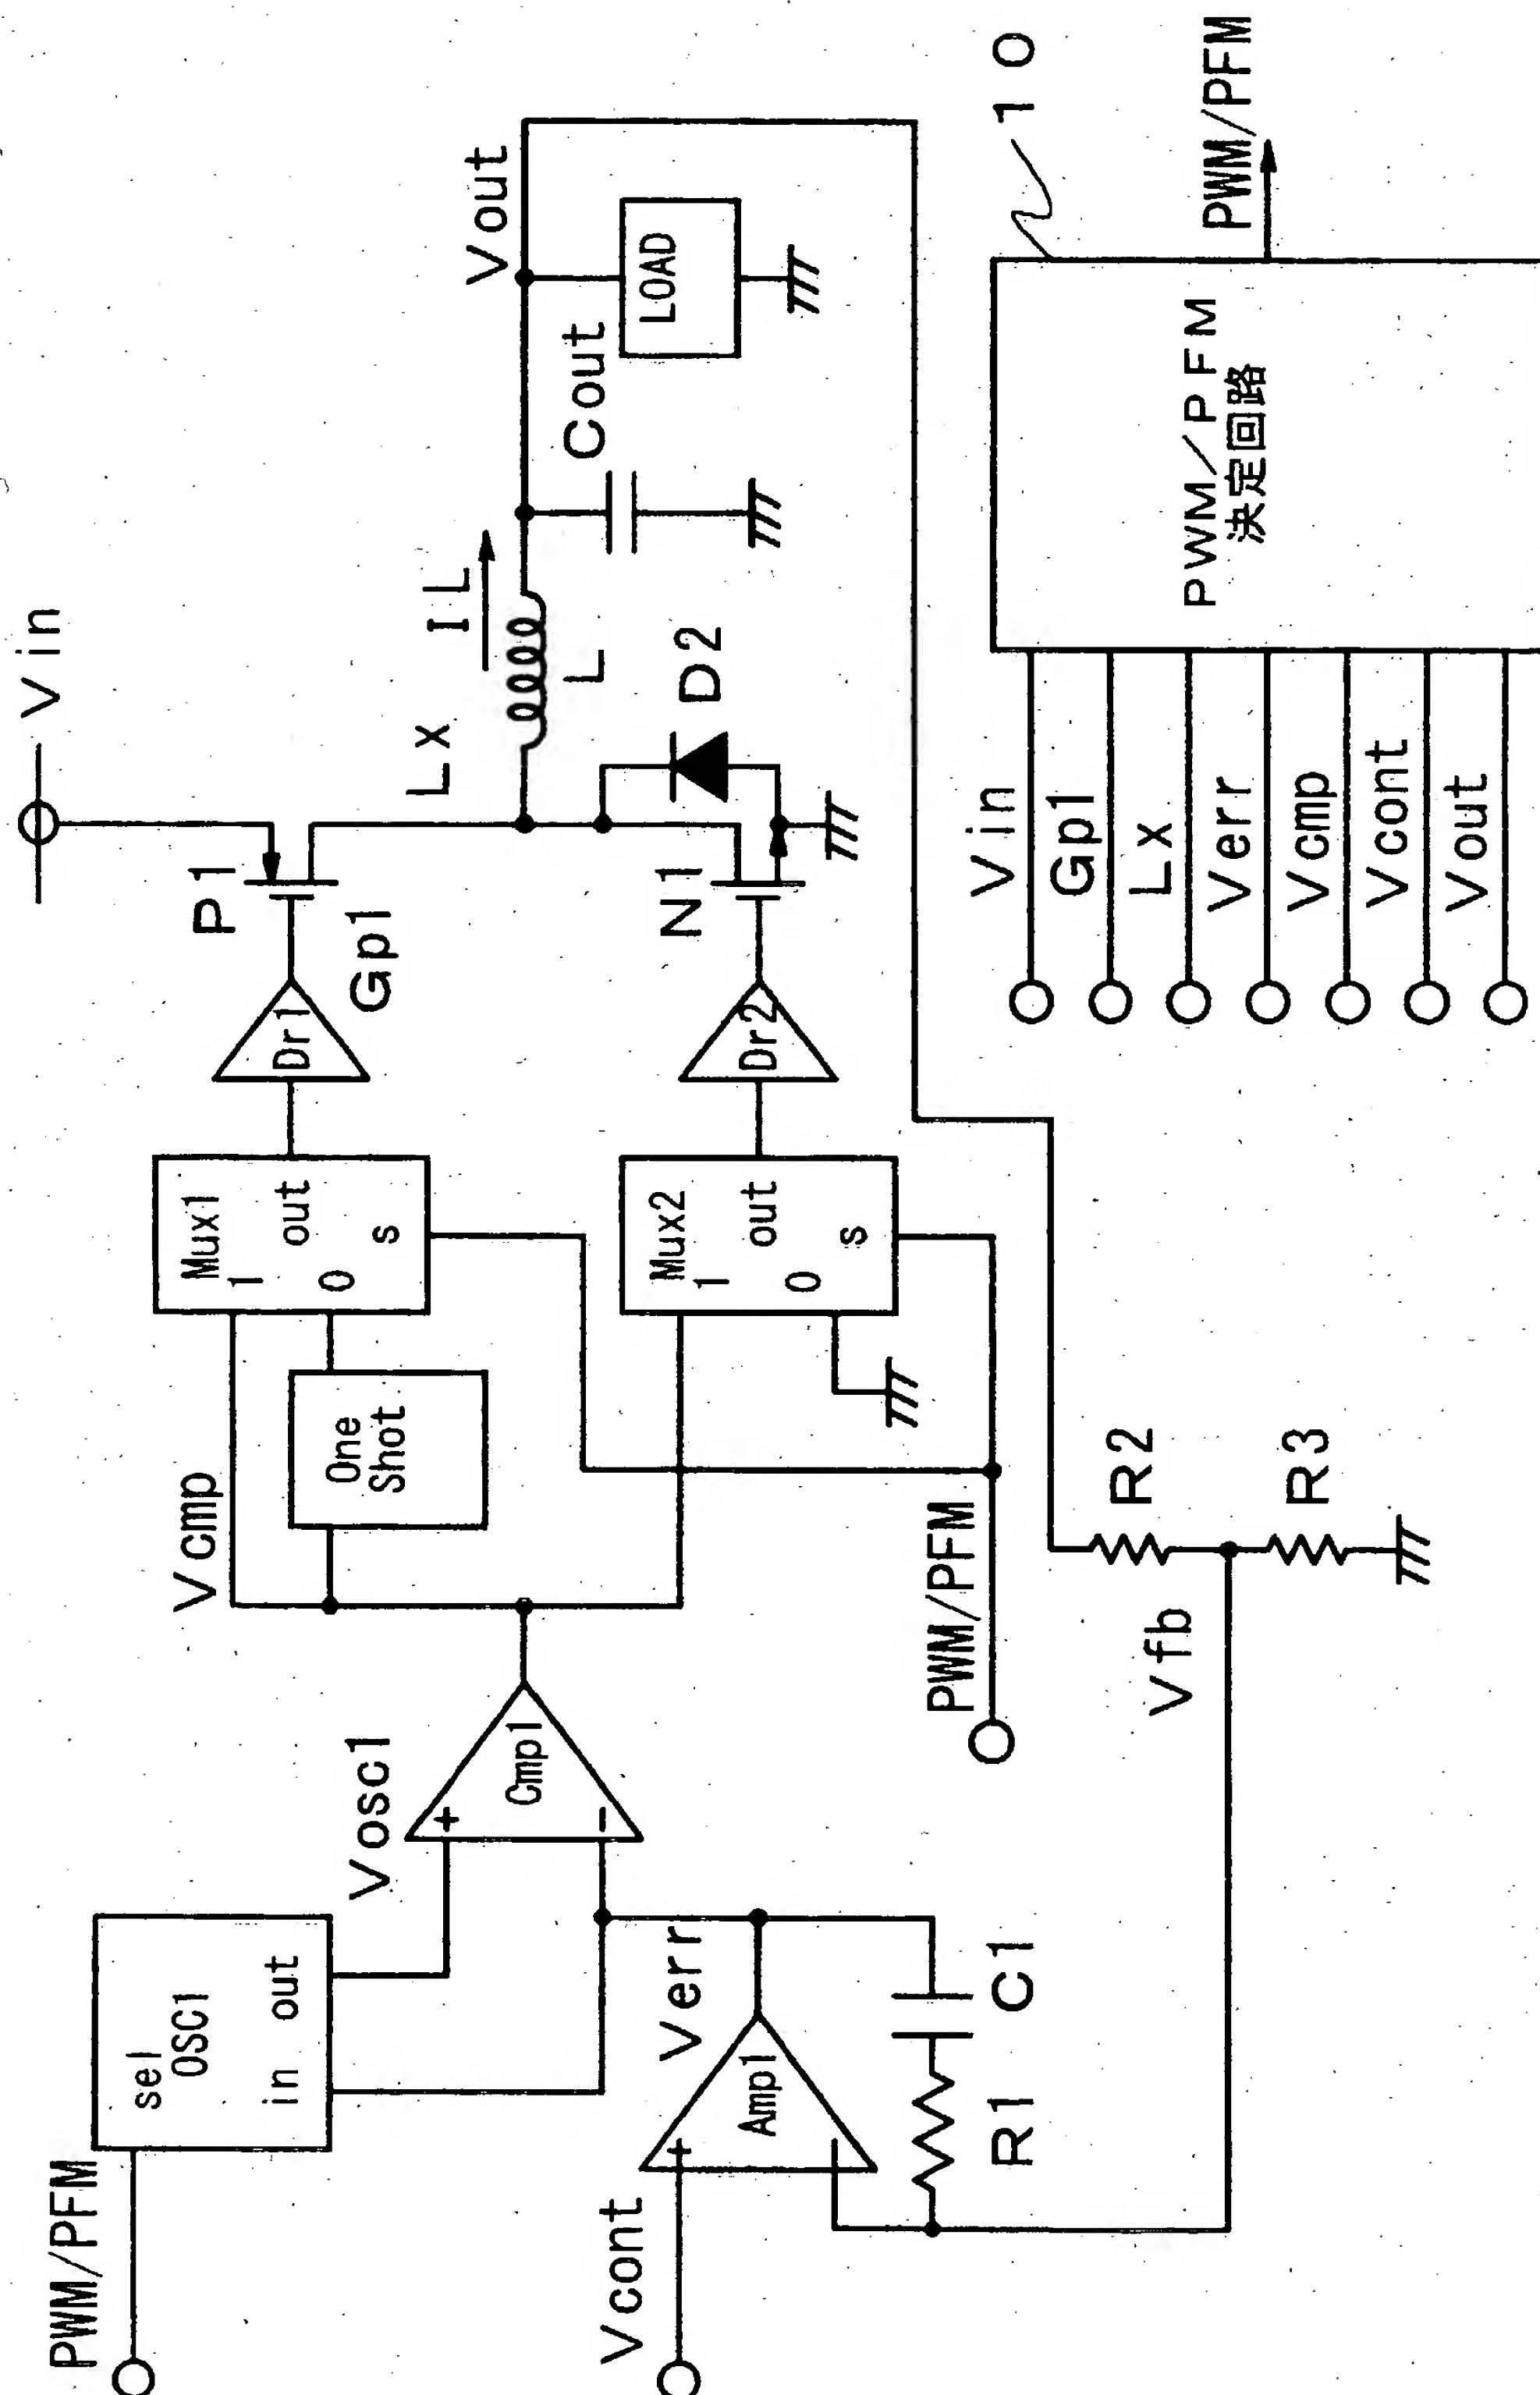 Vin
P1
Gp1
Dr1
Lx
IL
L
Vout
Cout
LOAD
D2
N1
Dr2
Mux1
1
out
0
s
One
Shot
Vcmp
Mux2
1
out
0
s
PWM/PFM
sel
OSC1
in out
Vosc1
+
Cmp1
-
PWM/PFM
Vcont
+
Amp1
-
Verr
R1
C1
Vfb
R2
R3
Vin
Gp1
Lx
Verr
Vcmp
Vcont
Vout
PWM/PFM
決定回路
10
PWM/PFM